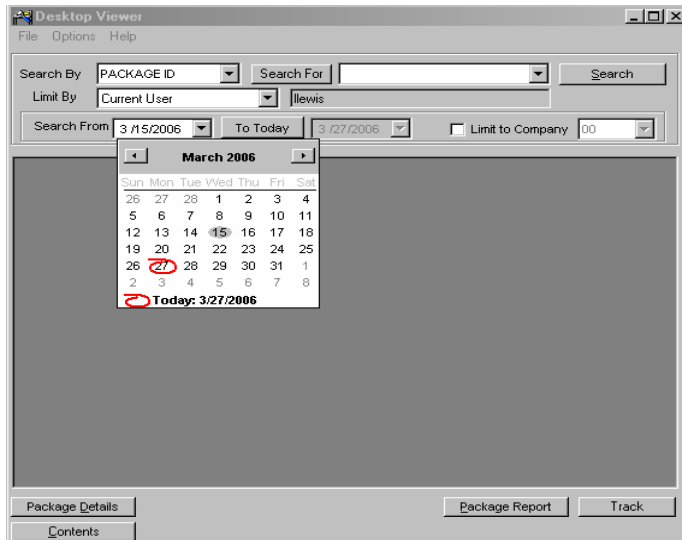 Desktop Viewer
File Options Help
Search By PACKAGE ID Search For Search
Limit By Current User llewis
Search From 3 /15/2006 To Today 3 /27/2006 Limit to Company 00
March 2006
Sun Mon Tue Wed Thu Fri Sat
26 27 28 1 2 3 4
5 6 7 8 9 10 11
12 13 14 15 16 17 18
19 20 21 22 23 24 25
26 27 28 29 30 31 1
2 3 4 5 6 7 8
Today: 3/27/2006
Package Details Package Report Track
Contents